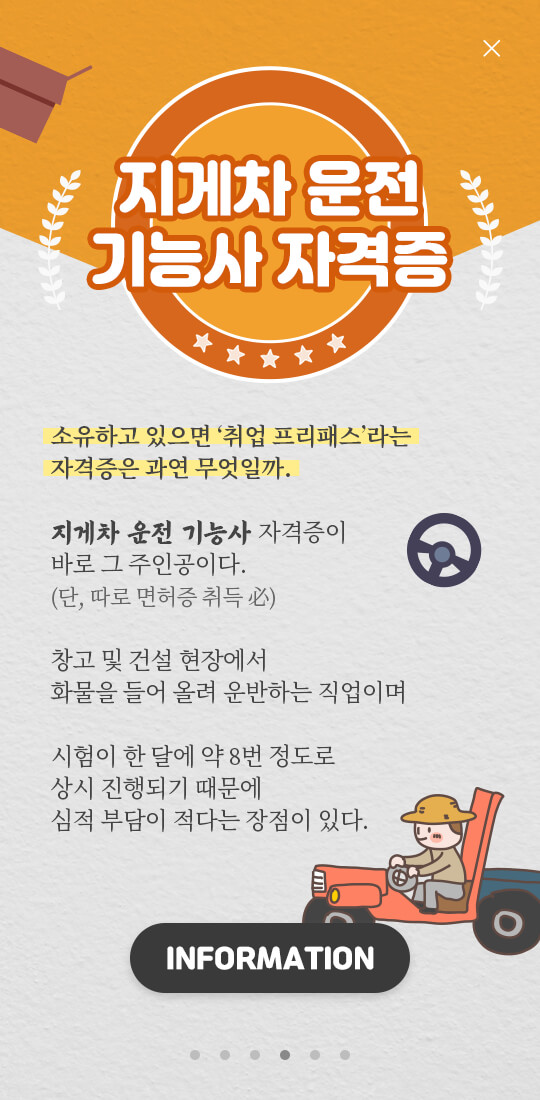 지게차 운전
기능사 자격증
소유하고 있으면 ‘취업 프리패스’라는
자격증은 과연 무엇일까.
지게차 운전 기능사 자격증이
바로 그 주인공이다.
(단, 따로 면허증 취득 必)
창고 및 건설 현장에서
화물을 들어 올려 운반하는 직업이며
시험이 한 달에 약 8번 정도로
상시 진행되기 때문에
심적 부담이 적다는 장점이 있다.
INFORMATION